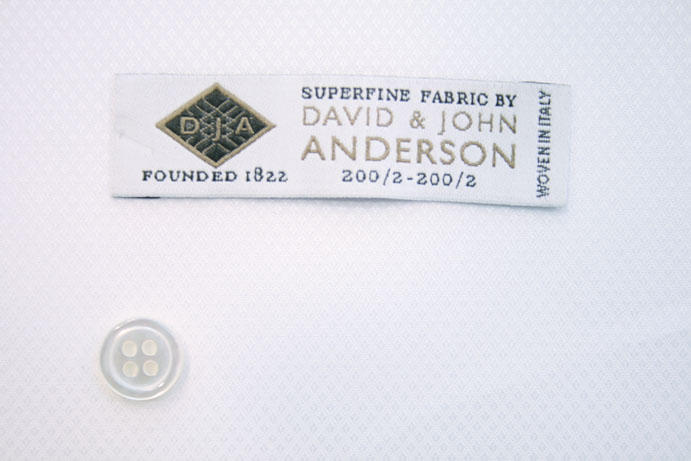 DJA
FOUNDED 1822
SUPERFINE FABRIC BY
DAVID & JOHN
ANDERSON
200/2-200/2
WOVEN IN ITALY